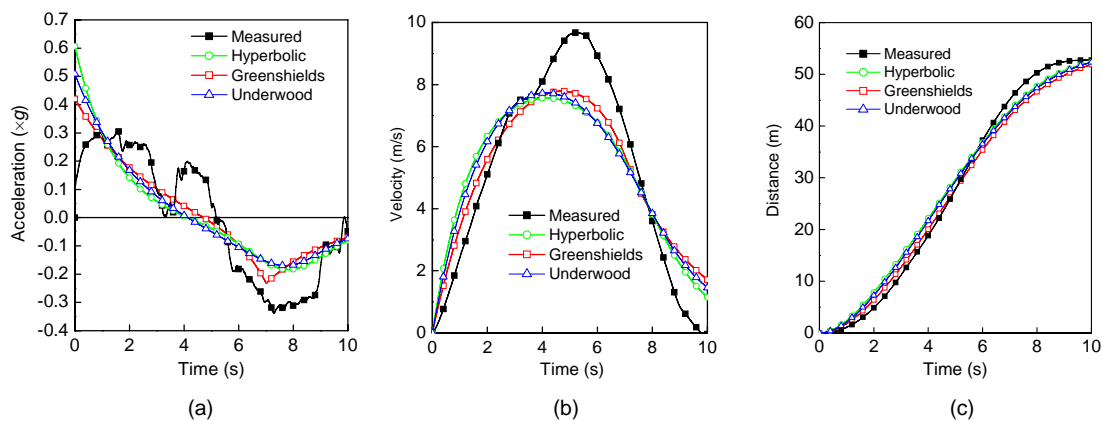 0.7
0.6
0.5
0.4
0.3
0.2
0.1
0.0
-0.1
-0.2
-0.3
-0.4
Acceleration (×g)
Measured
Hyperbolic
Greenshields
Underwood
0 2 4 6 8 10
Time (s)
(a)
10
8
6
4
2
0
Velocity (m/s)
Measured
Hyperbolic
Greenshields
Underwood
0 2 4 6 8 10
Time (s)
(b)
60
50
40
30
20
10
0
Distance (m)
Measured
Hyperbolic
Greenshields
Underwood
0 2 4 6 8 10
Time (s)
(c)